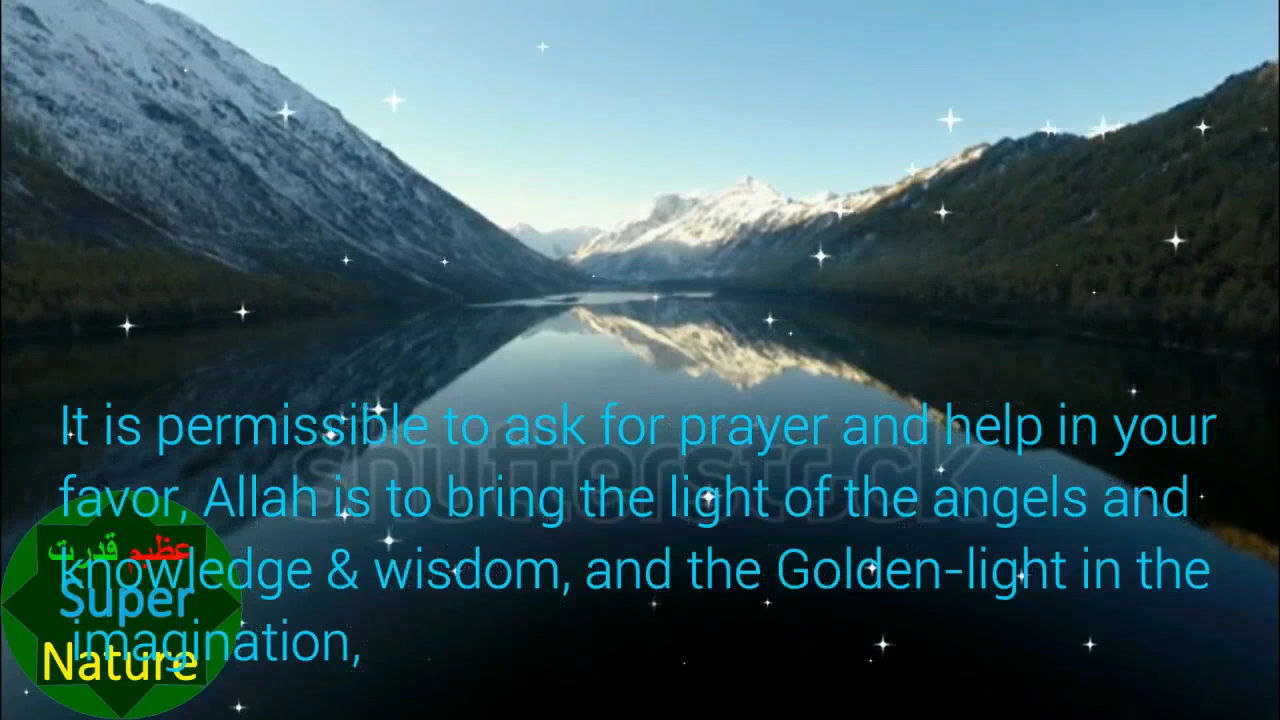 It is permissible to ask for prayer and help in your
favor, Allah is to bring the light of the angels and
knowledge & wisdom, and the Golden-light in the
imagination,
shutterstock
عظیم قدرت
Super
Nature